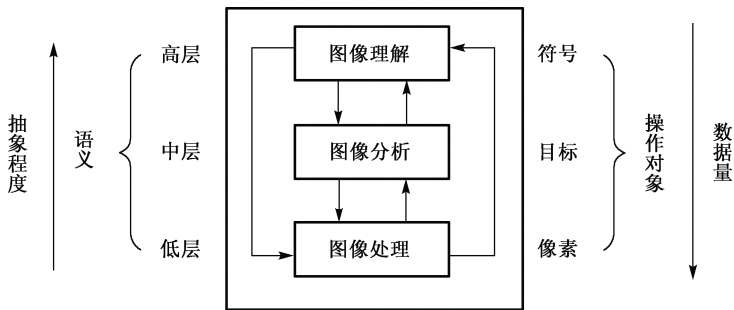 抽象程度
语义
高层
中层
低层
图像理解
图像分析
图像处理
符号
目标
像素
操作对象
数据量